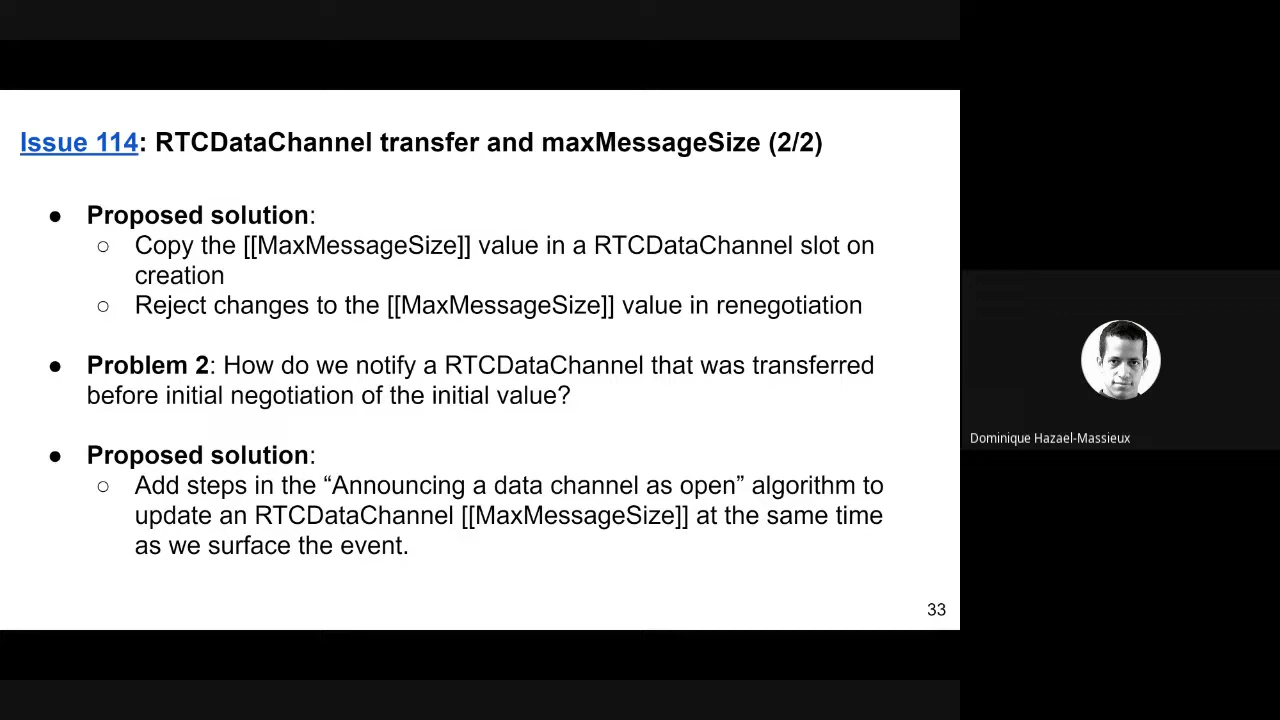 Issue 114: RTCDataChannel transfer and maxMessageSize (2/2)
● Proposed solution:
○ Copy the [[MaxMessageSize]] value in a RTCDataChannel slot on
creation
○ Reject changes to the [[MaxMessageSize]] value in renegotiation
● Problem 2: How do we notify a RTCDataChannel that was transferred
before initial negotiation of the initial value?
● Proposed solution:
○ Add steps in the “Announcing a data channel as open” algorithm to
update an RTCDataChannel [[MaxMessageSize]] at the same time
as we surface the event.
33
Dominique Hazael-Massieux